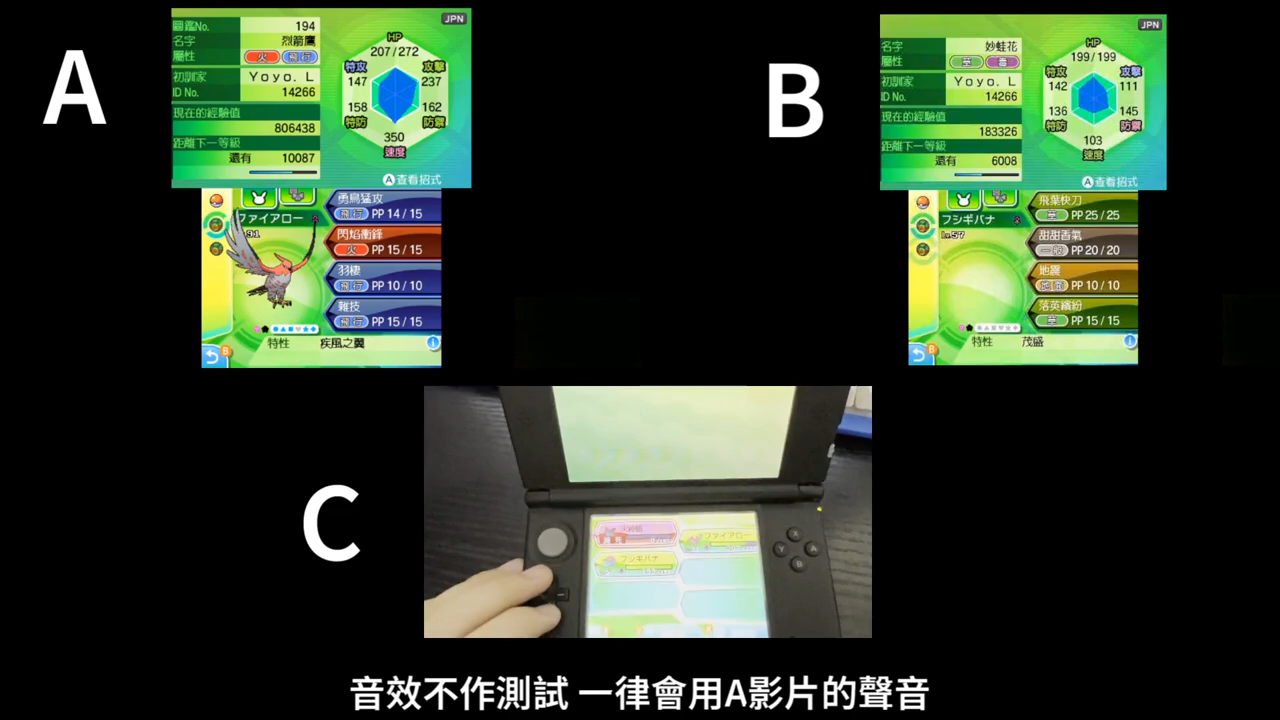 A
JPN
圖鑑No. 194
名字 烈箭鷹
屬性 火 飛行
初訓家 Yoyo. L
ID No. 14266
現在的經驗值
806438
距離下一等級
還有 10087
HP
207/272
特攻 147
攻擊 237
特防 158
防禦 162
350
速度
A查看招式
ファイアロー
勇鳥猛攻
飛行 PP 14/15
閃焰衝鋒
火 PP 15/15
羽棲
飛行 PP 10/10
雜技
飛行 PP 15/15
特性 疾風之翼
B
B
JPN
名字 妙蛙花
屬性 草 毒
初訓家 Yoyo. L
ID No. 14266
現在的經驗值
183326
距離下一等級
還有 6008
HP
199/199
特攻 142
攻擊 111
特防 136
防禦 145
103
速度
A查看招式
フシギバナ
Lv.57
飛葉快刀
草 PP 25/25
甜甜香氣
一般 PP 20/20
地震
地面 PP 10/10
落英繽紛
草 PP 15/15
特性 茂盛
B
C
ファイアロー
フシギバナ
X
Y
A
B
音效不作測試 一律會用A影片的聲音